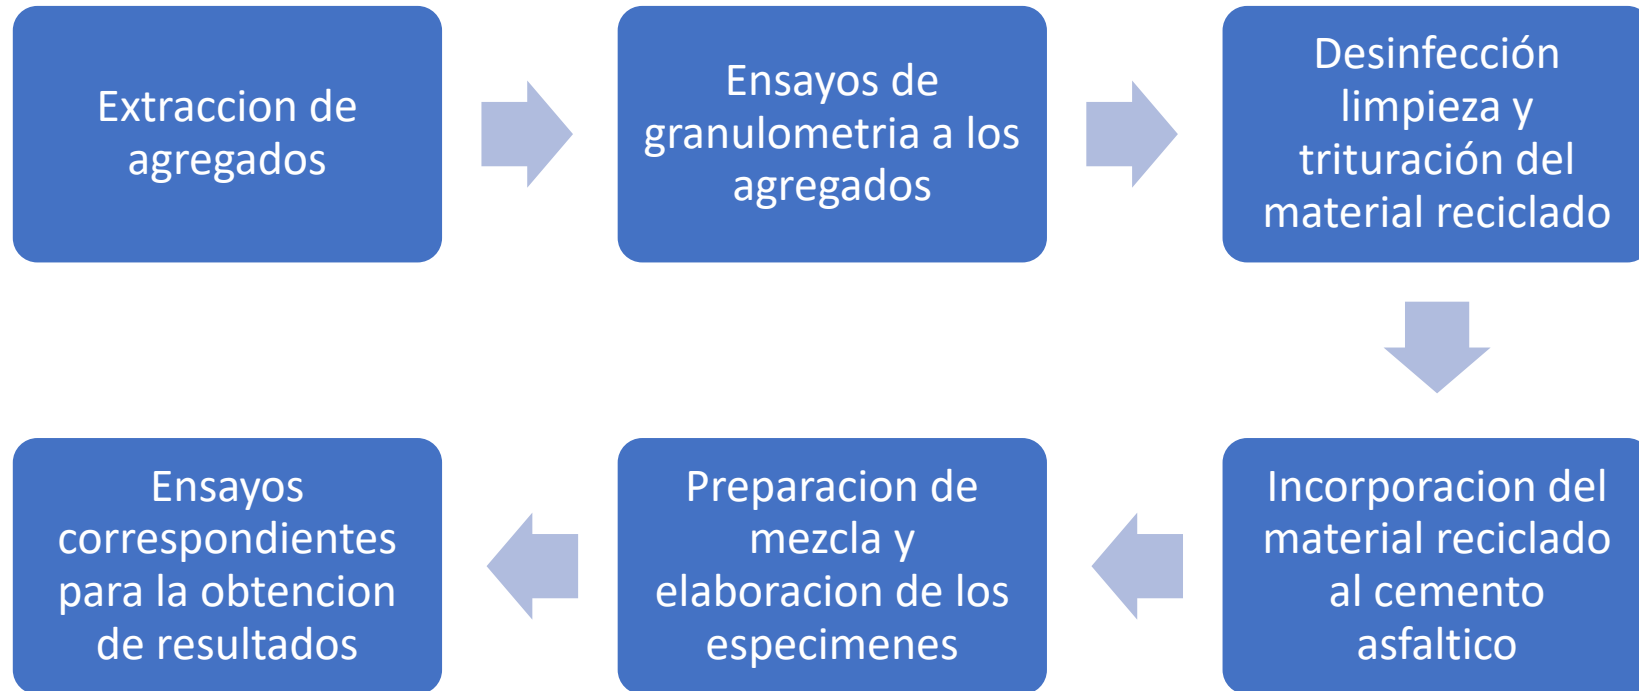 Extraccion de
agregados
Ensayos de
granulometria a los
agregados
Desinfección
limpieza y
trituración del
material reciclado
Incorporacion del
material reciclado
al cemento
asfaltico
Preparacion de
mezcla y
elaboracion de los
especimenes
Ensayos
correspondientes
para la obtencion
de resultados